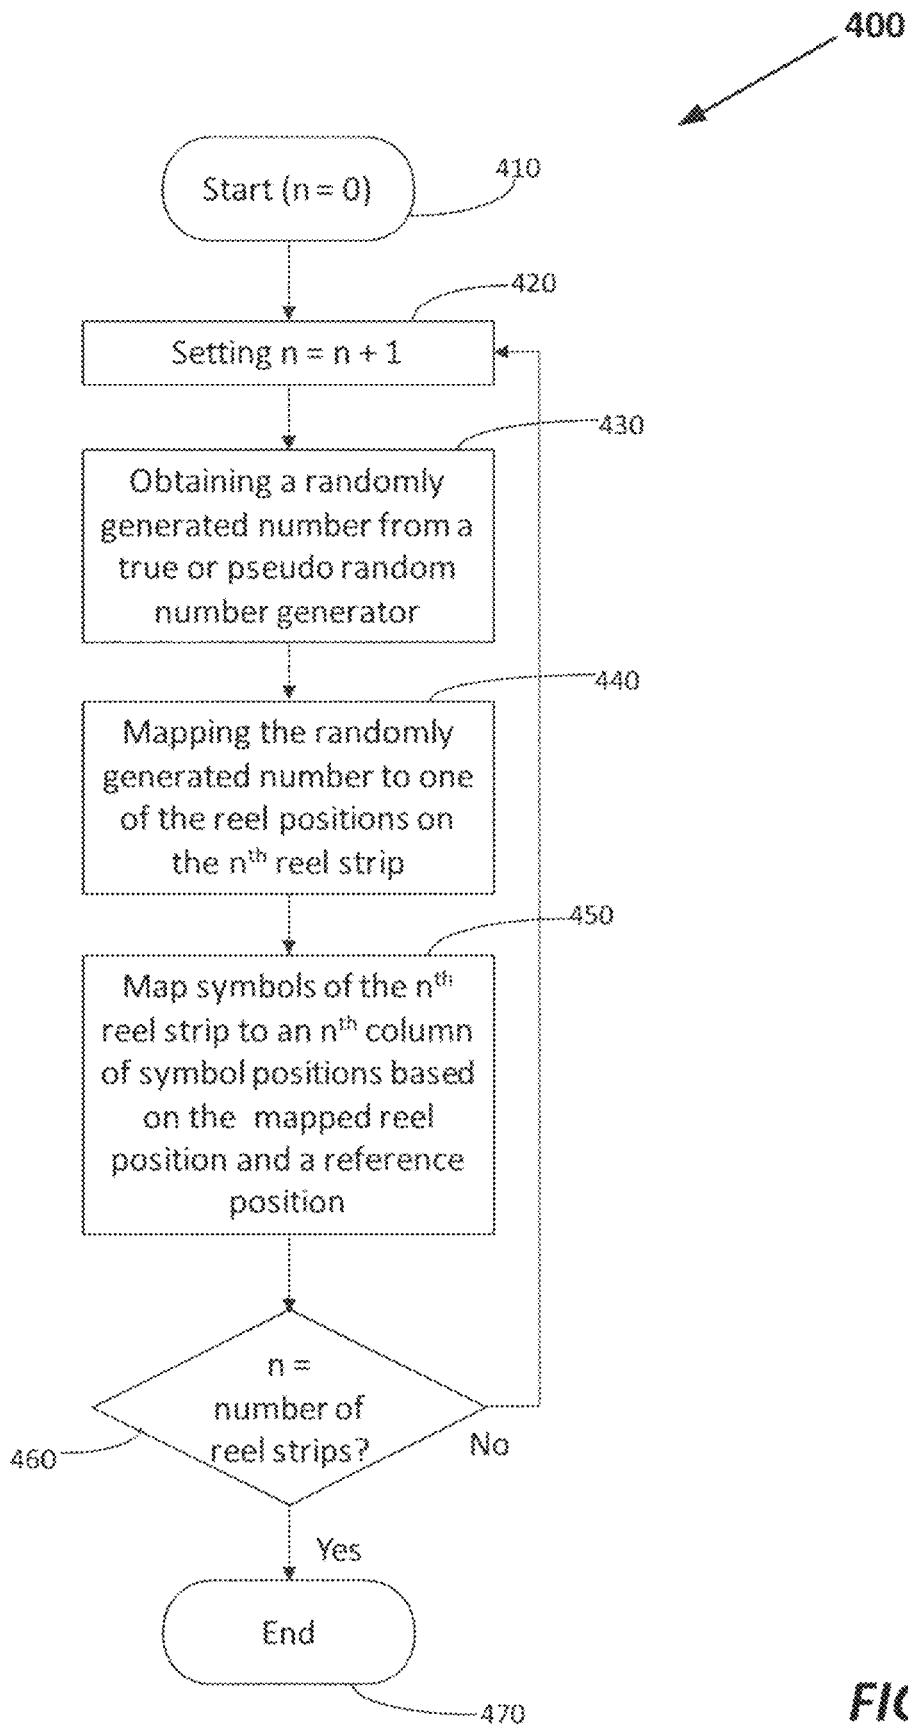 400
Start (n = 0)
410
420
Setting n = n + 1
430
Obtaining a randomly
generated number from a
true or pseudo random
number generator
440
Mapping the randomly
generated number to one
of the reel positions on
the nth reel strip
450
Map symbols of the nth
reel strip to an nth column
of symbol positions based
on the mapped reel
position and a reference
position
n =
number of
reel strips?
460
No
Yes
End
470
FIG